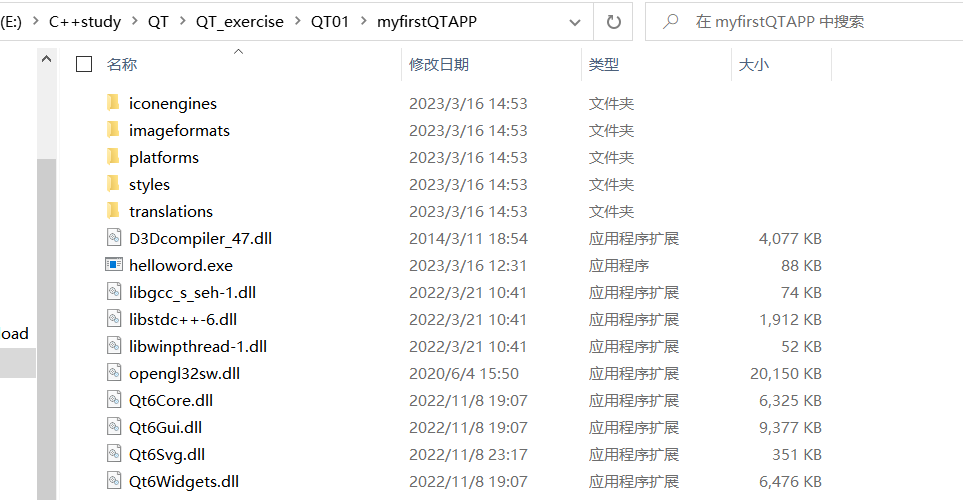 (E:) > C++study > QT > QT_exercise > QT01 > myfirstQTAPP 在 myfirstQTAPP 中搜索
名称 修改日期 类型 大小
iconengines 2023/3/16 14:53 文件夹
imageformats 2023/3/16 14:53 文件夹
platforms 2023/3/16 14:53 文件夹
styles 2023/3/16 14:53 文件夹
translations 2023/3/16 14:53 文件夹
D3Dcompiler_47.dll 2014/3/11 18:54 应用程序扩展 4,077 KB
helloword.exe 2023/3/16 12:31 应用程序 88 KB
libgcc_s_seh-1.dll 2022/3/21 10:41 应用程序扩展 74 KB
libstdc++-6.dll 2022/3/21 10:41 应用程序扩展 1,912 KB
oad libwinpthread-1.dll 2022/3/21 10:41 应用程序扩展 52 KB
opengl32sw.dll 2020/6/4 15:50 应用程序扩展 20,150 KB
Qt6Core.dll 2022/11/8 19:07 应用程序扩展 6,325 KB
Qt6Gui.dll 2022/11/8 19:07 应用程序扩展 9,377 KB
Qt6Svg.dll 2022/11/8 23:17 应用程序扩展 351 KB
Qt6Widgets.dll 2022/11/8 19:07 应用程序扩展 6,476 KB